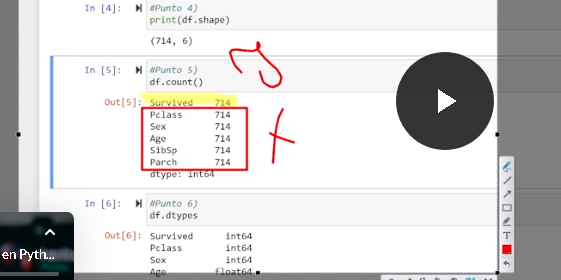 In [4]: #Punto 4)
print(df.shape)
(714, 6)
In [5]: #Punto 5)
df.count()
y
Out[5]: Survived 714
Pclass 714
Sex 714
Age 714
SibSp 714
Parch 714
dtype: int64
x
In [6]: #Punto 6)
df.dtypes
Out[6]: Survived int64
Pclass int64
Sex int64
Age float64
en Pyth...
T